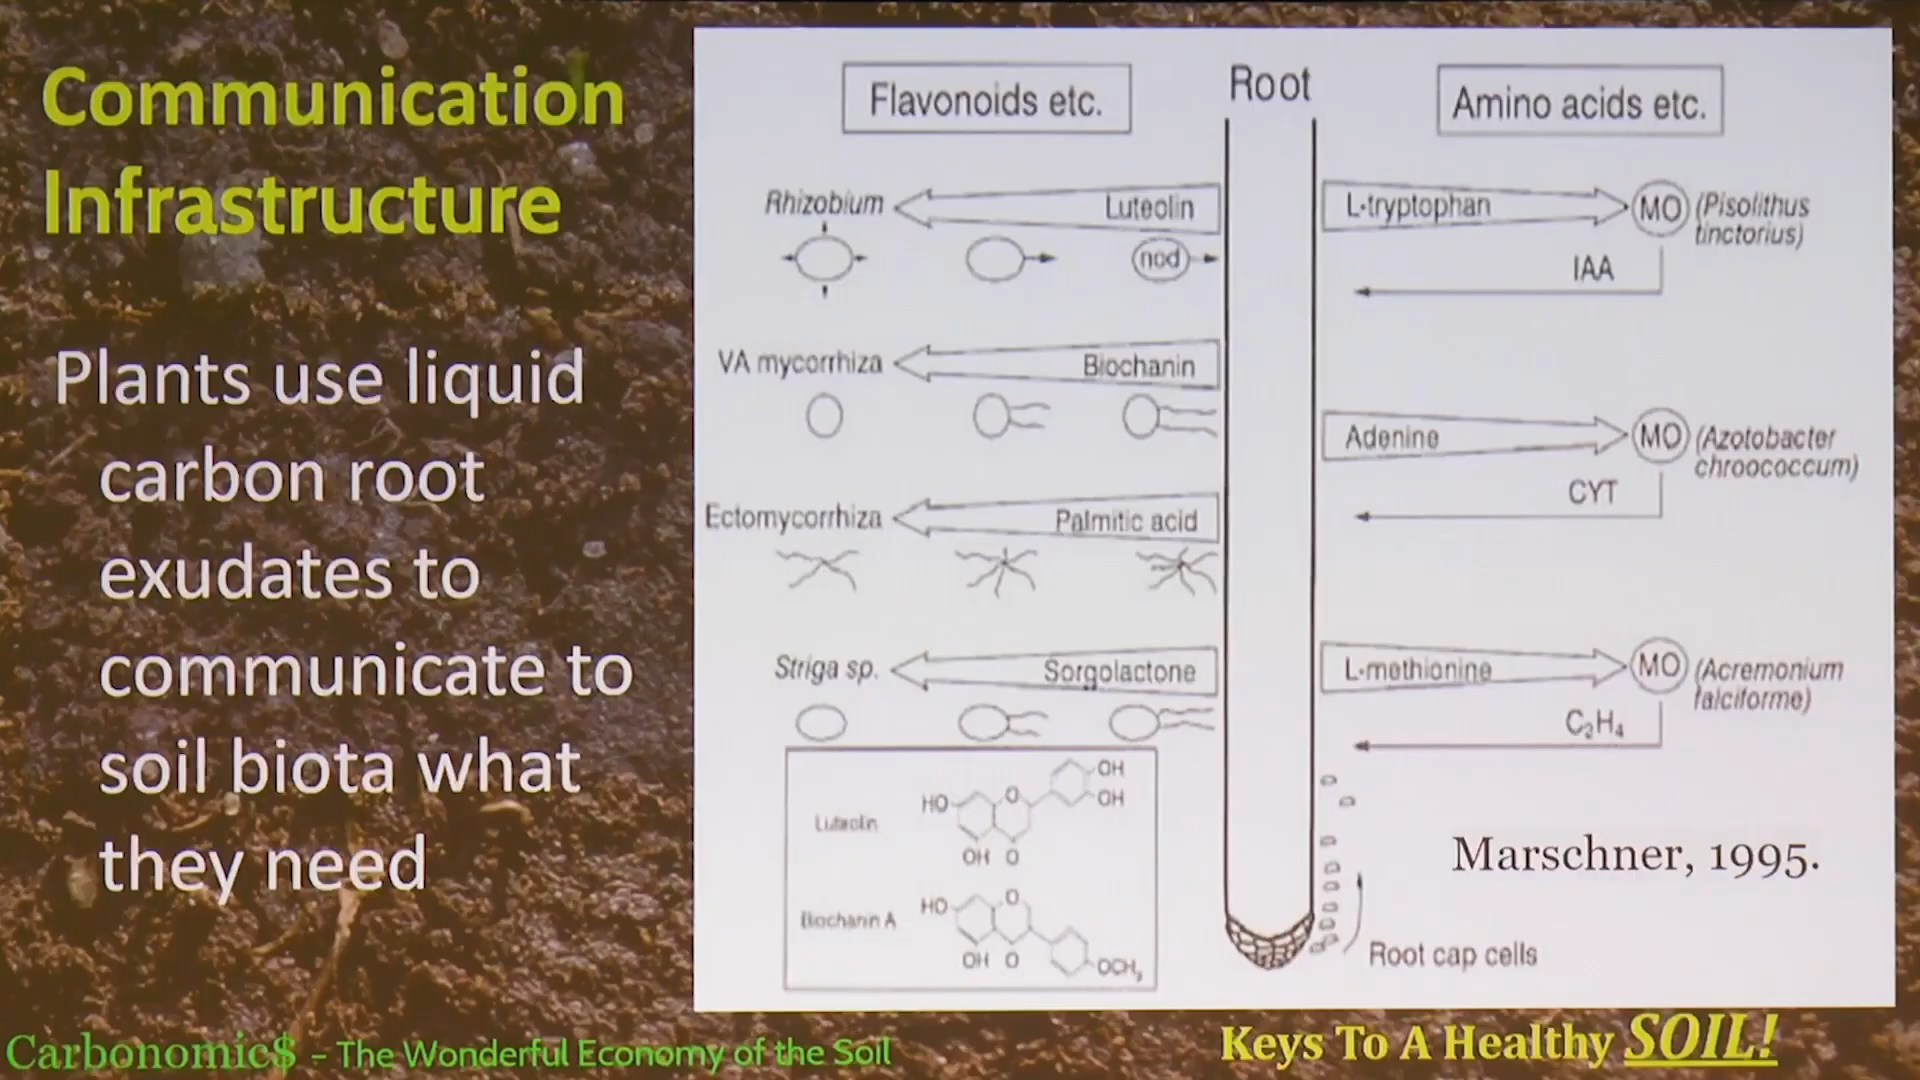 Communication
Infrastructure
Plants use liquid
carbon root
exudates to
communicate to
soil biota what
they need
Flavonoids etc.
Root
Amino acids etc.
Rhizobium
Luteolin
nod
L-tryptophan
MO
(Pisolithus
tinctorius)
IAA
VA mycorrhiza
Biochanin
Adenine
MO
(Azotobacter
chroococcum)
CYT
Ectomycorrhiza
Palmitic acid
Striga sp.
Sorgolactone
L-methionine
MO
(Acremonium
falciforme)
C₂H₄
Luteolin
HO
O
OH
OH
OH
O
Biochanin A
HO
O
OH
O
OCH₃
Marschner, 1995.
Root cap cells
Carbonomic$ – The Wonderful Economy of the Soil
Keys To A Healthy SOIL!